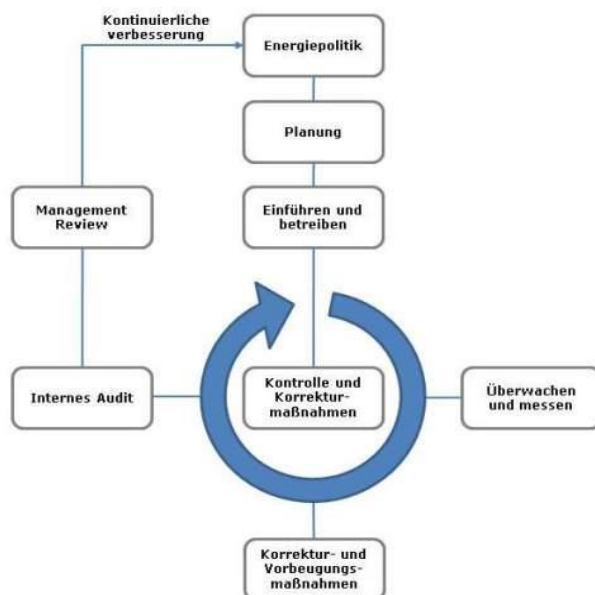 Kontinuierliche
verbesserung
Energiepolitik
Planung
Management
Review
Einführen und
betreiben
Internes Audit
Kontrolle und
Korrektur-
maßnahmen
Überwachen
und messen
Korrektur- und
Vorbeugungs-
maßnahmen